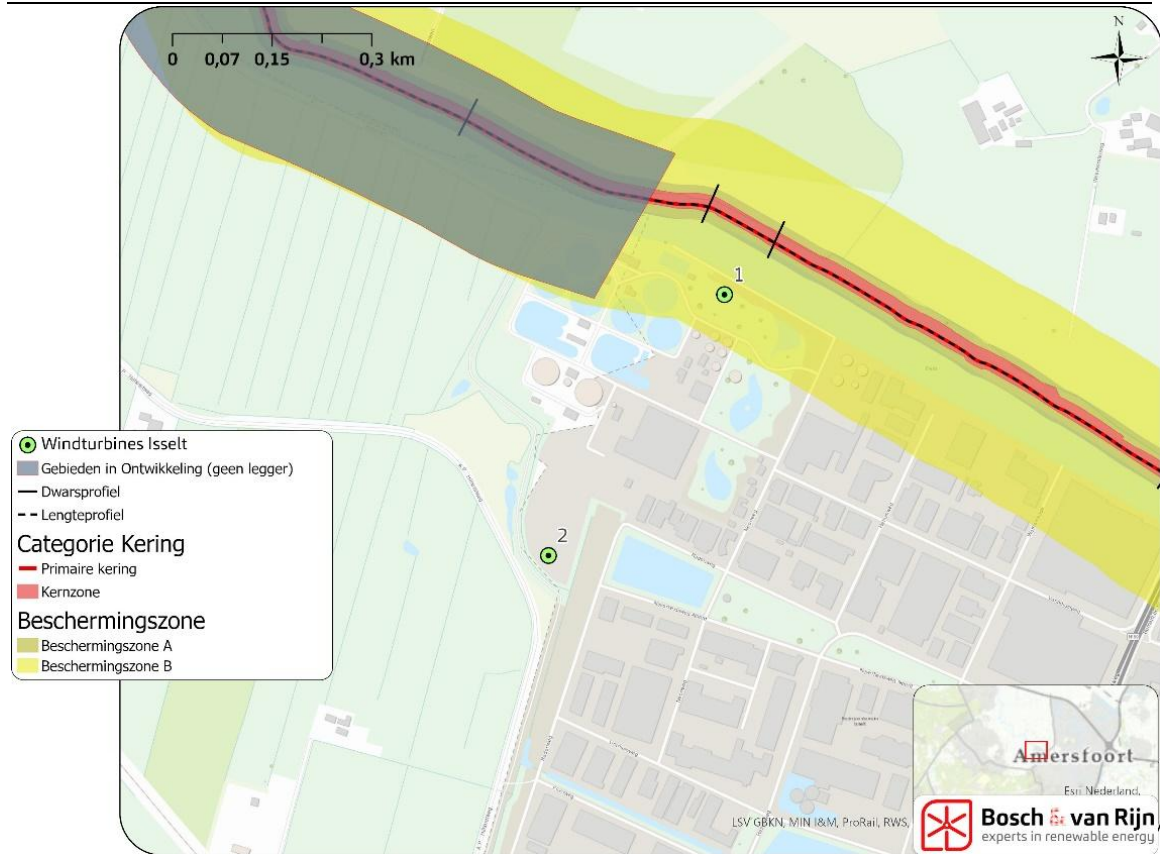 N
0 0,07 0,15 0,3 km
1
2
Windturbines Isselt
Gebieden in Ontwikkeling (geen legger)
Dwarsprofiel
Lengteprofiel
Categorie Kering
Primaire kering
Kernzone
Beschermingszone
Beschermingszone A
Beschermingszone B
Amersfoort
Esri Nederland,
LSV GBKN, MIN I&M, ProRail, RWS,
Bosch & van Rijn
experts in renewable energy